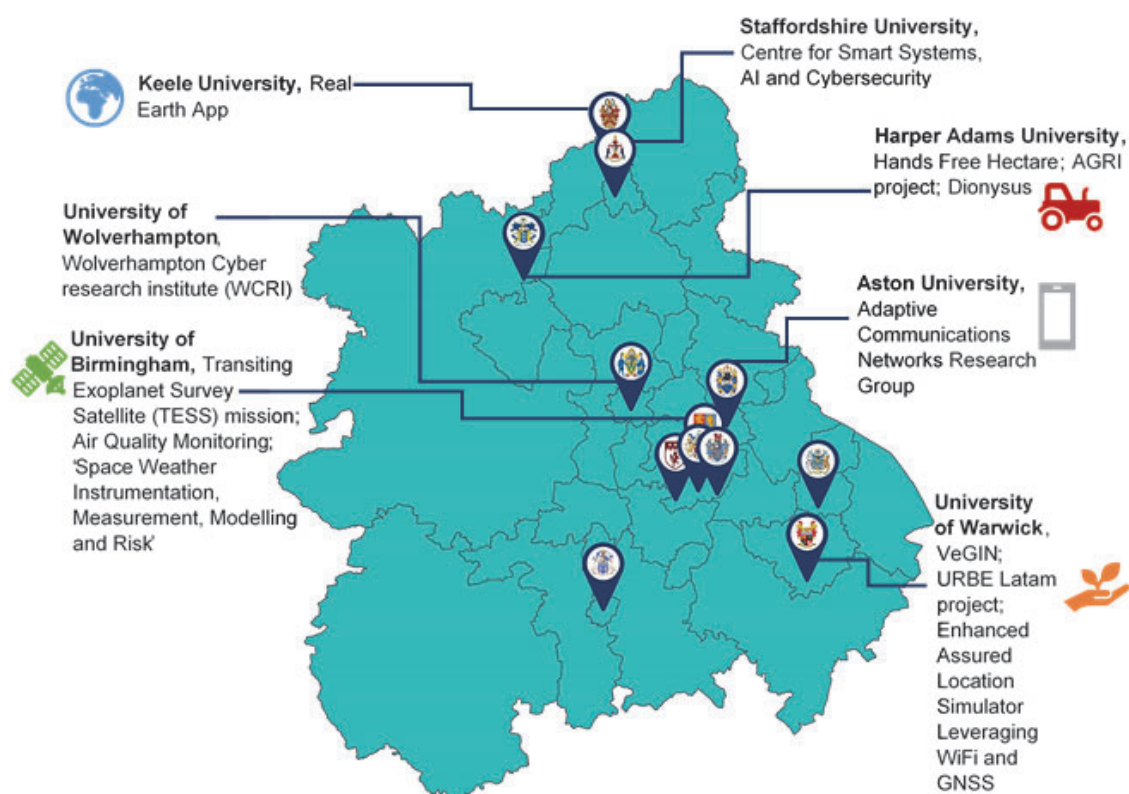 Staffordshire University,
Centre for Smart Systems,
AI and Cybersecurity
Keele University, Real
Earth App
Harper Adams University,
Hands Free Hectare; AGRI
project; Dionysus
University of
Wolverhampton,
Wolverhampton Cyber
research institute (WCRI)
Aston University,
Adaptive
Communications
Networks Research
Group
University of
Birmingham, Transiting
Exoplanet Survey
Satellite (TESS) mission;
Air Quality Monitoring;
'Space Weather
Instrumentation,
Measurement, Modelling
and Risk'
University
of Warwick,
VeGIN;
URBE Latam
project;
Enhanced
Assured
Location
Simulator
Leveraging
WiFi and
GNSS